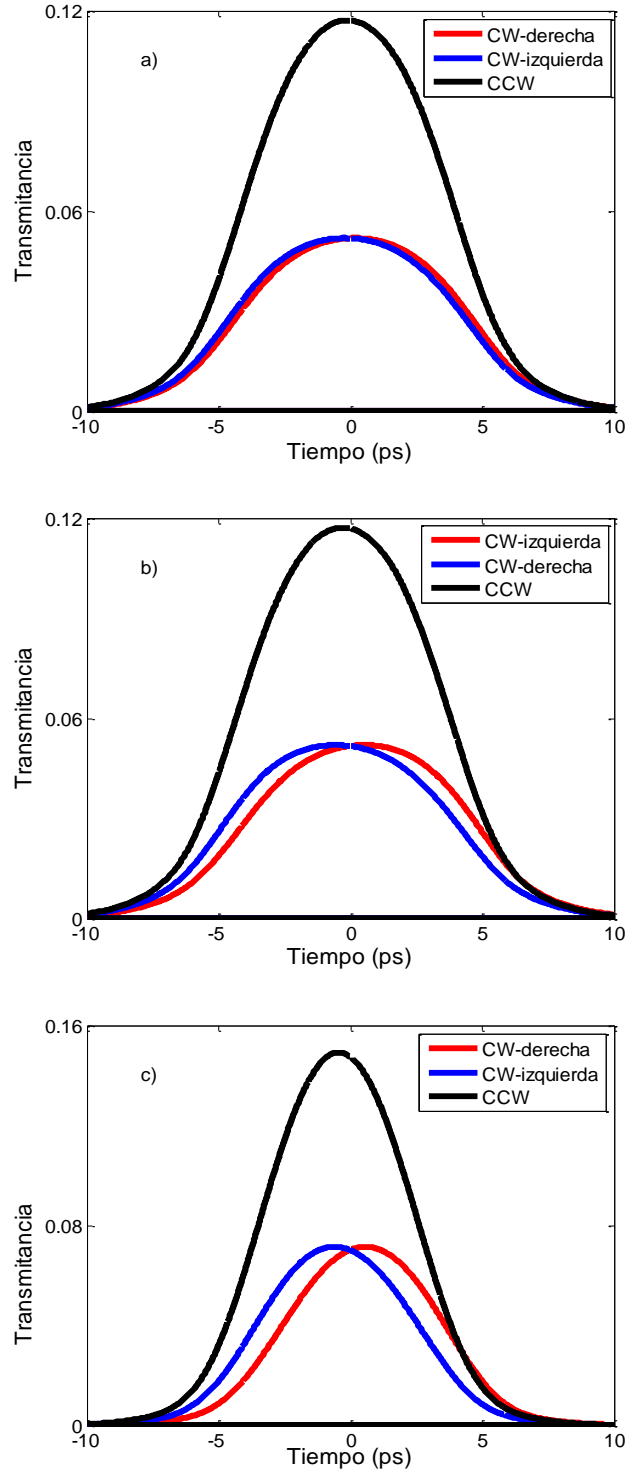 0.12
a)
CW-derecha
CW-izquierda
CCW
Transmitancia
0.06
0
-10
-5
0
5
10
Tiempo (ps)
0.12
b)
CW-izquierda
CW-derecha
CCW
Transmitancia
0.06
0
-10
-5
0
5
10
Tiempo (ps)
0.16
c)
CW-derecha
CW-izquierda
CCW
Transmitancia
0.08
0
-10
-5
0
5
10
Tiempo (ps)